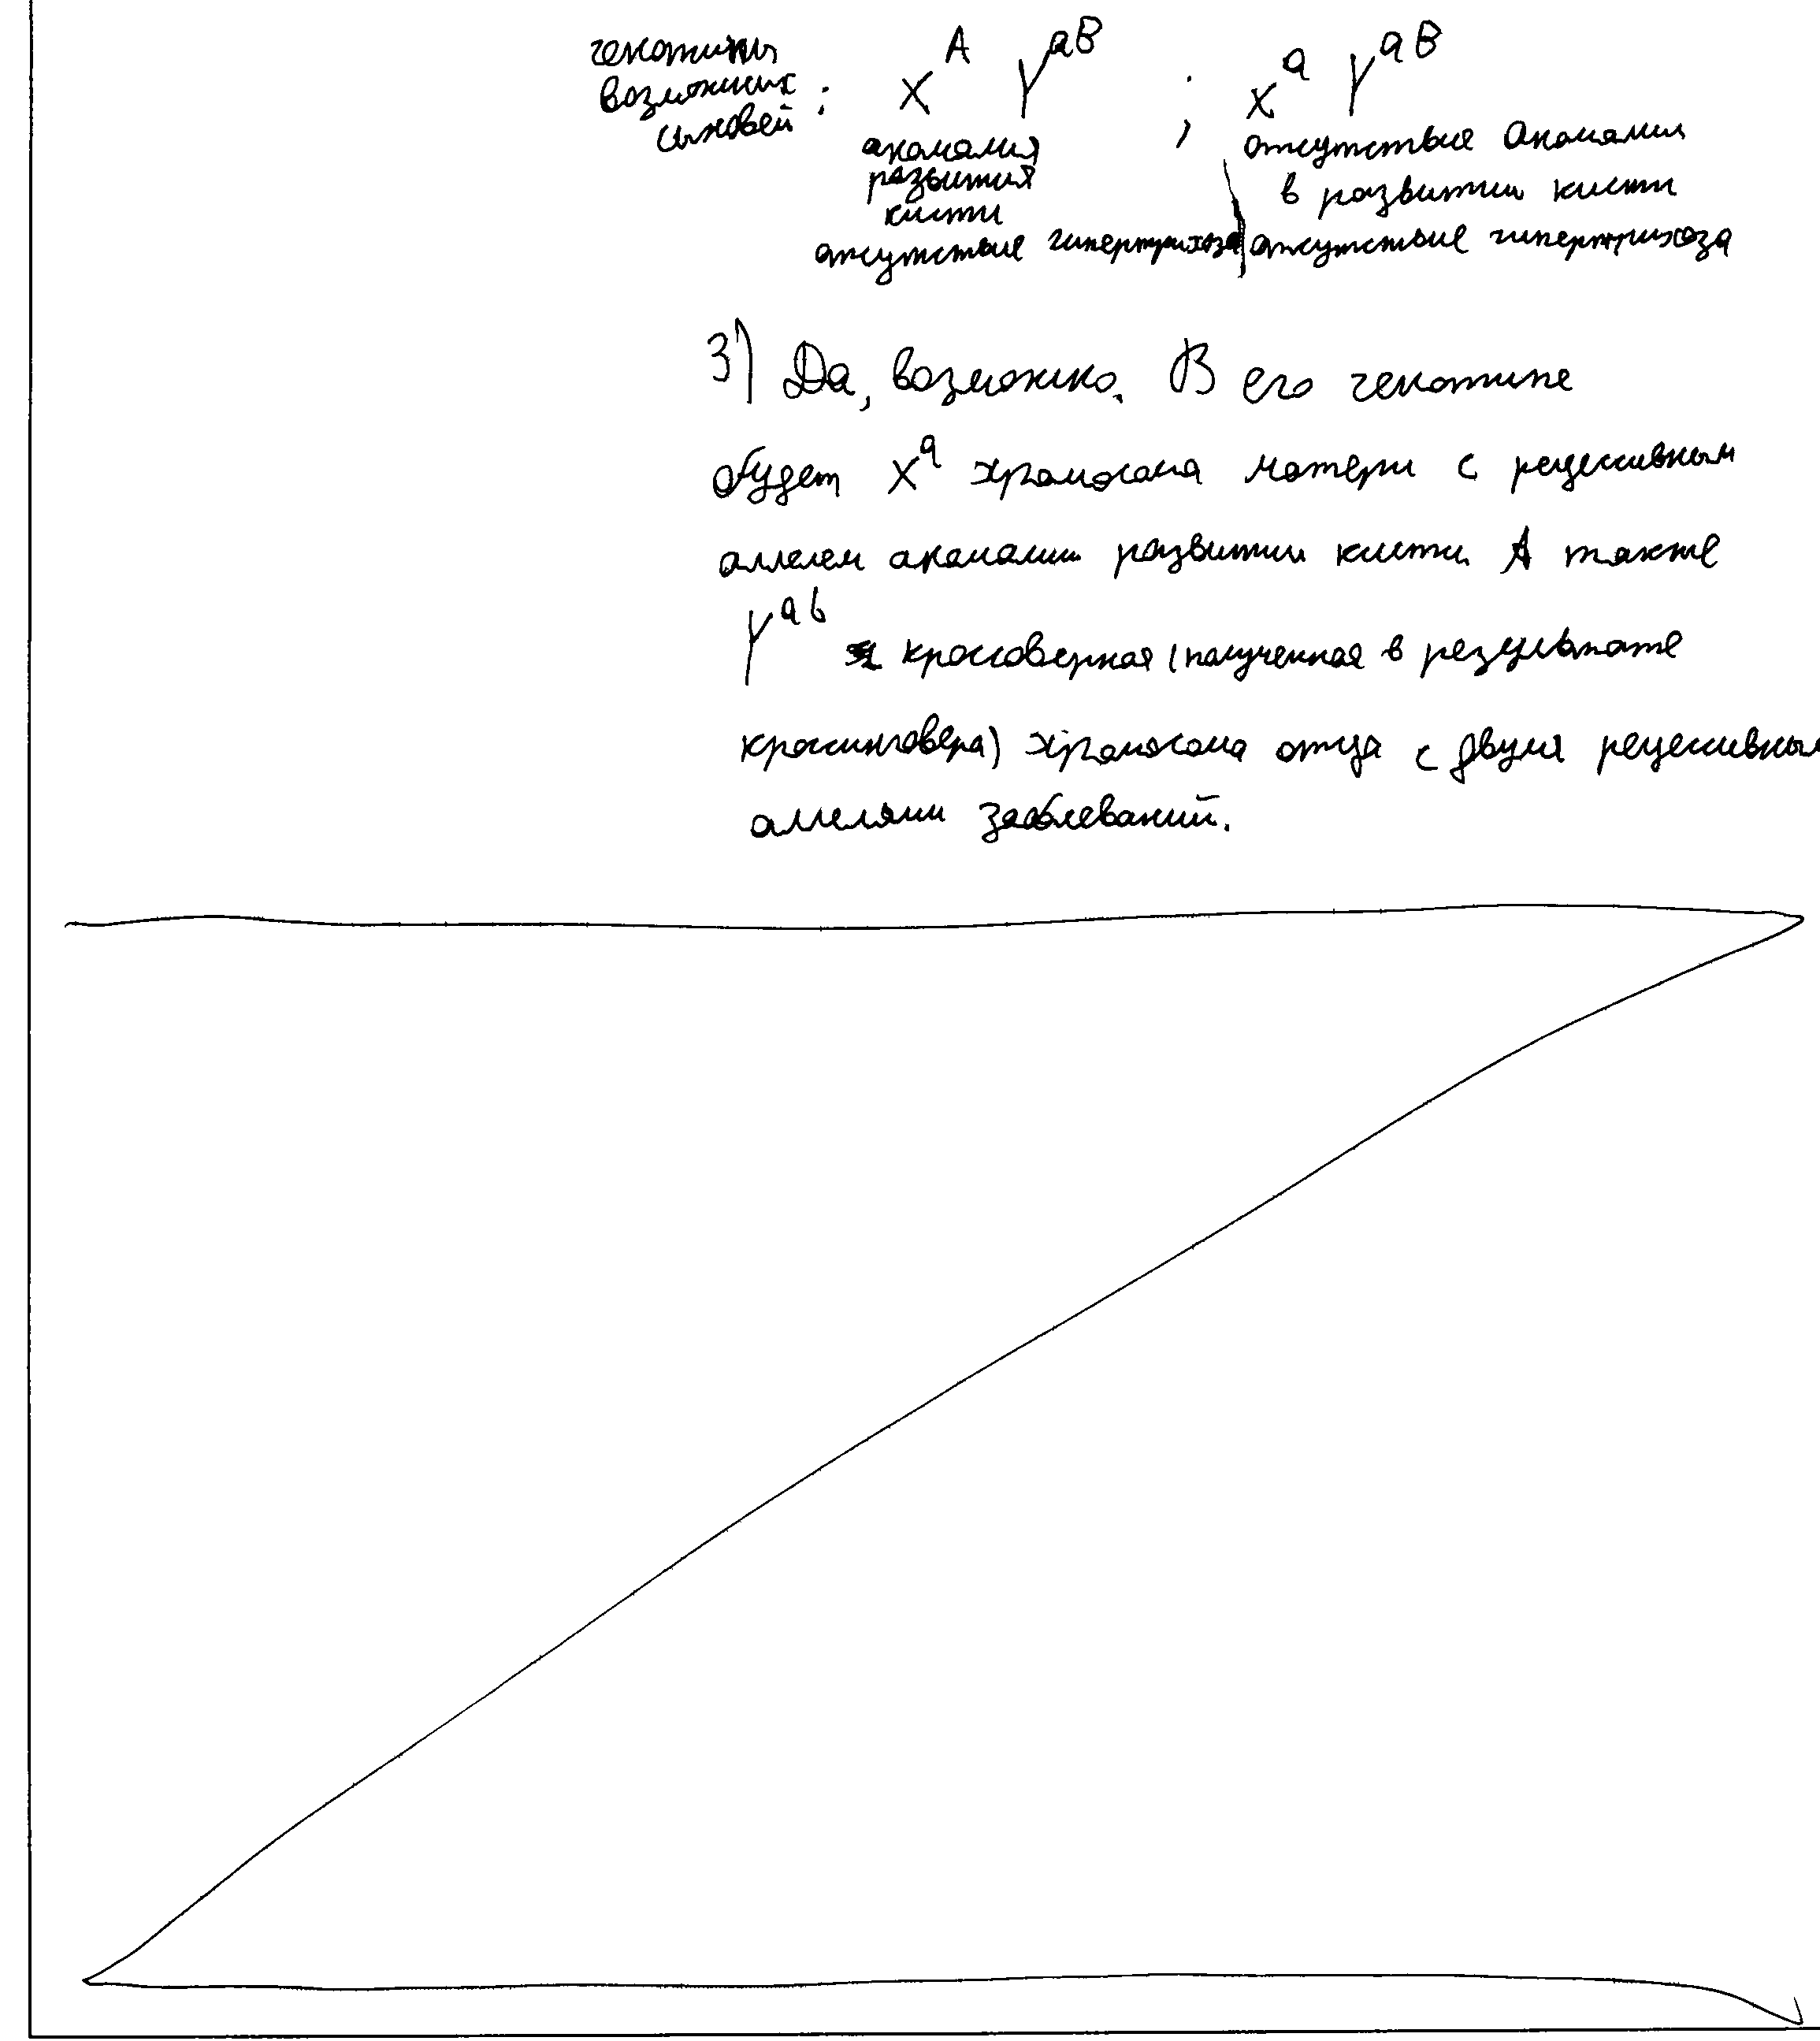 генотипы
возможных
сыновей : X^A Y^aB ; X^a Y^aB
аномалия развития кисти отсутствие гипертрихоза
отсутствие аномалии в развитии кисти отсутствие гипертрихоза
3) Да, возможно. В его генотипе
будет X^a хромосома матери с рецессивным
аллелем аномалии развитии кисти А также
Y^ab кроссоверная (полученная в результате
кроссинговера) хромосома отца с двумя рецессивным
аллелями заболеваний.